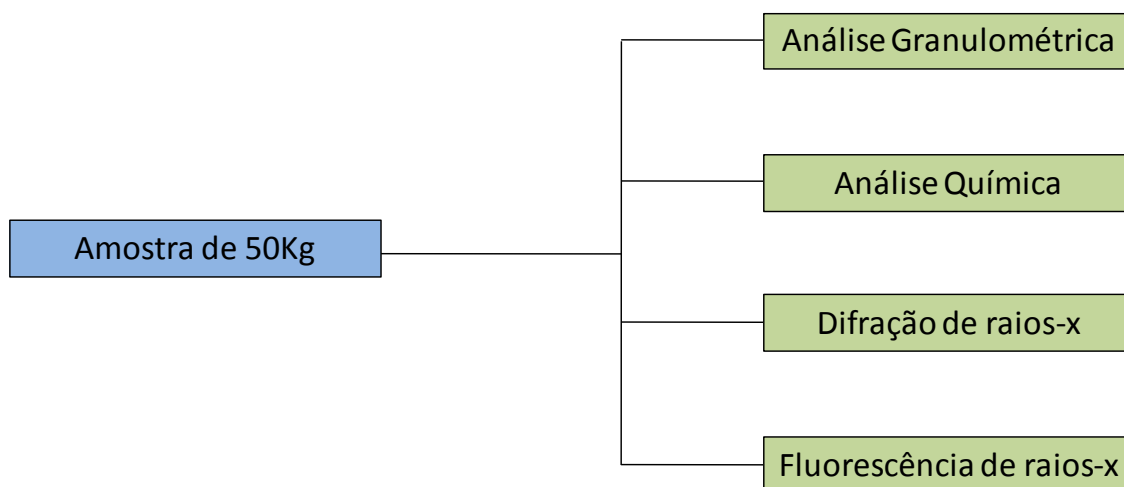 Análise Granulométrica
Análise Química
Amostra de 50Kg
Difração de raios-x
Fluorescência de raios-x